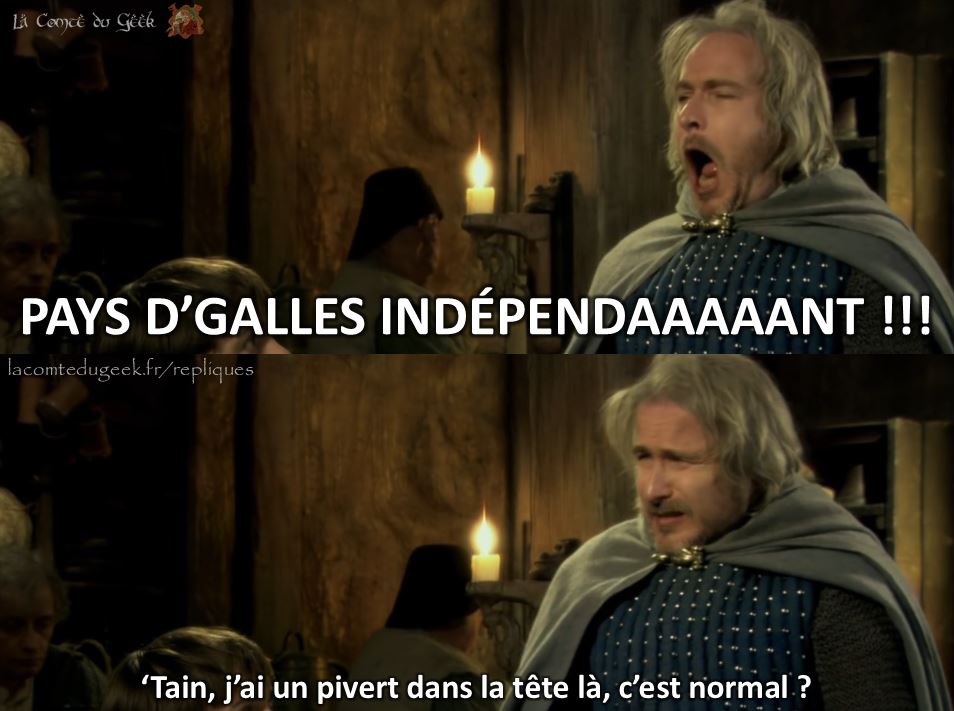 La Comté du Gééк
PAYS D’GALLES INDÉPENDAAAAANT !!!
lacomtedugeek.fr/repliques
‘Tain, j’ai un pivert dans la tête là, c’est normal ?